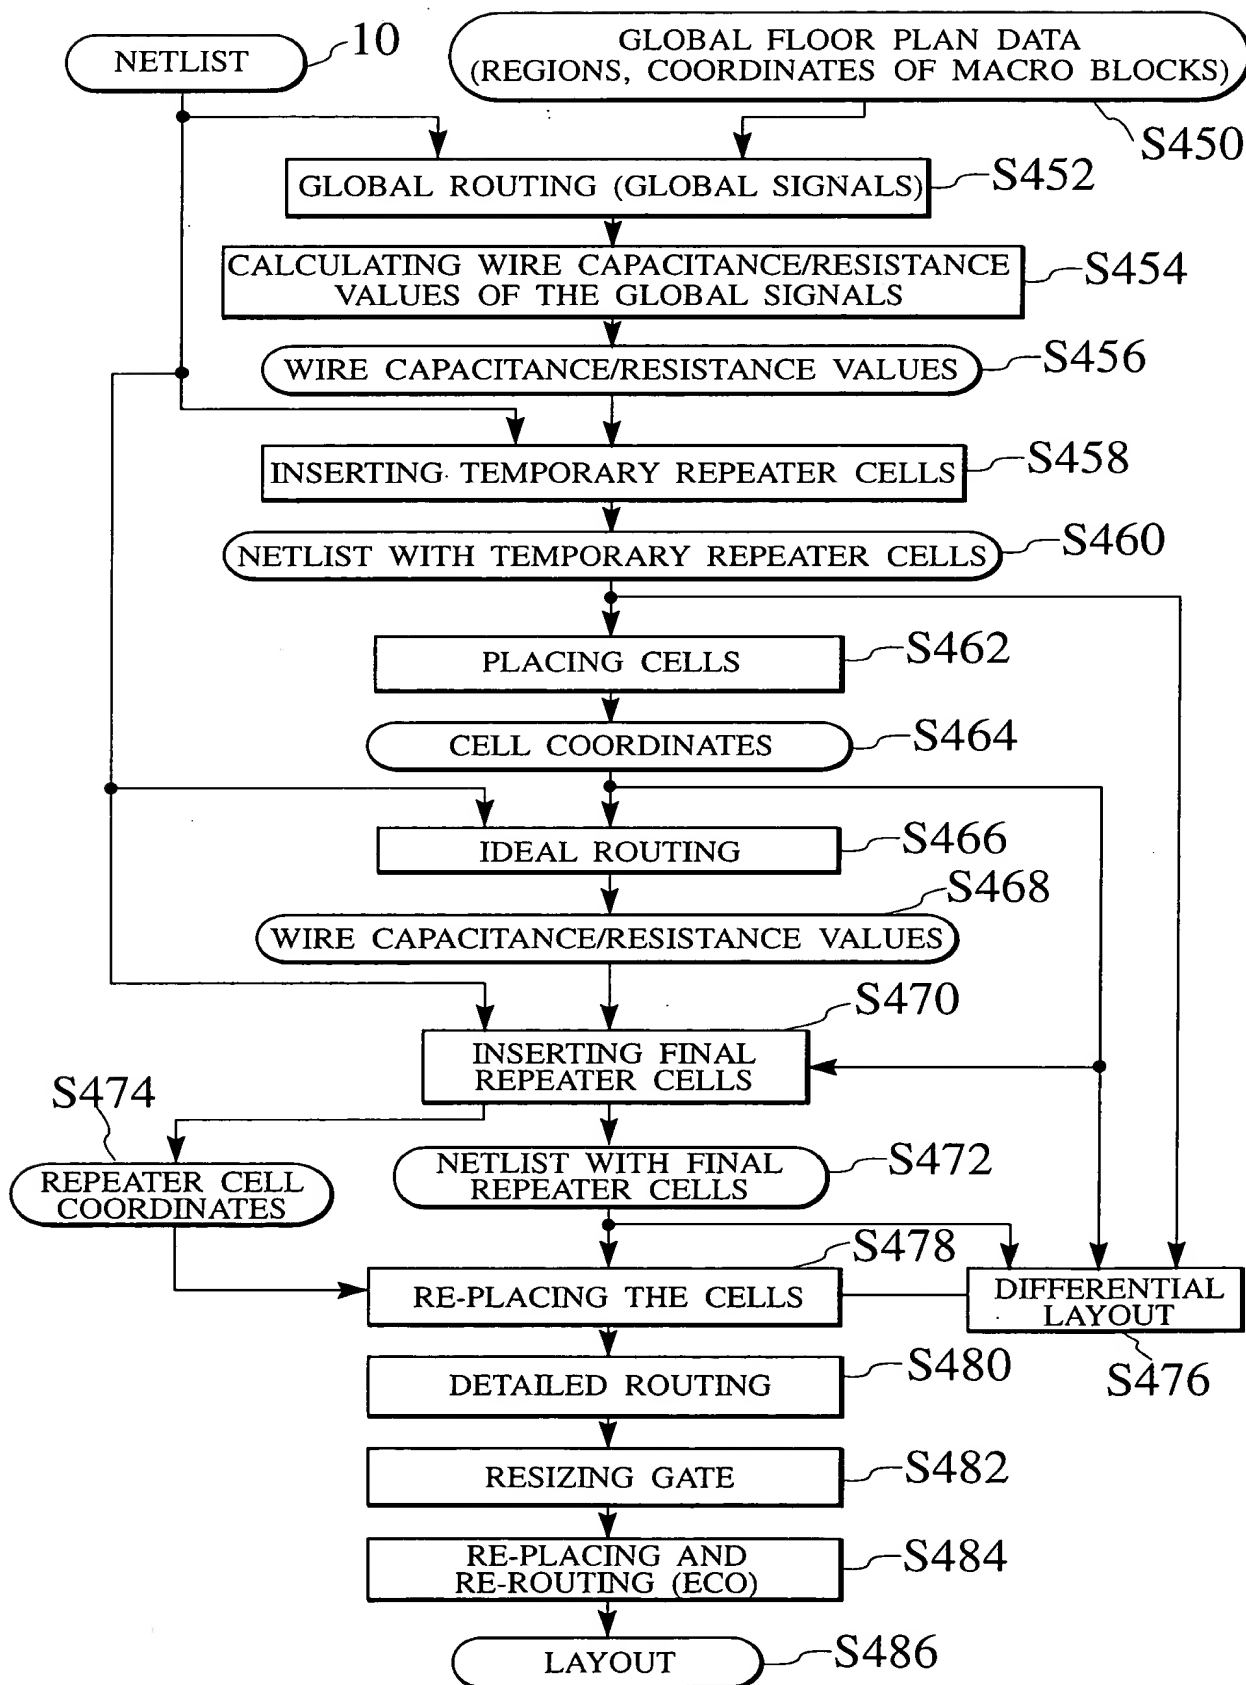 NETLIST
10
GLOBAL FLOOR PLAN DATA
(REGIONS, COORDINATES OF MACRO BLOCKS)
S450
GLOBAL ROUTING (GLOBAL SIGNALS)
S452
CALCULATING WIRE CAPACITANCE/RESISTANCE
VALUES OF THE GLOBAL SIGNALS
S454
WIRE CAPACITANCE/RESISTANCE VALUES
S456
INSERTING TEMPORARY REPEATER CELLS
S458
NETLIST WITH TEMPORARY REPEATER CELLS
S460
PLACING CELLS
S462
CELL COORDINATES
S464
IDEAL ROUTING
S466
S468
WIRE CAPACITANCE/RESISTANCE VALUES
S470
INSERTING FINAL
REPEATER CELLS
S474
REPEATER CELL
COORDINATES
NETLIST WITH FINAL
REPEATER CELLS
S472
S478
RE-PLACING THE CELLS
DIFFERENTIAL
LAYOUT
S476
DETAILED ROUTING
S480
RESIZING GATE
S482
RE-PLACING AND
RE-ROUTING (ECO)
S484
LAYOUT
S486